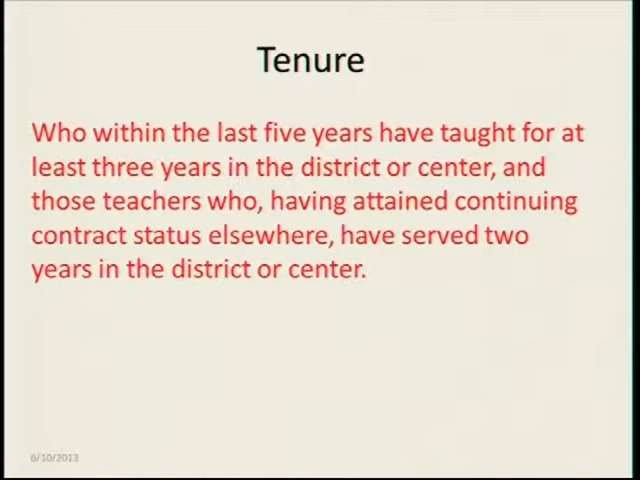 Tenure
Who within the last five years have taught for at
least three years in the district or center, and
those teachers who, having attained continuing
contract status elsewhere, have served two
years in the district or center.
6/10/2013